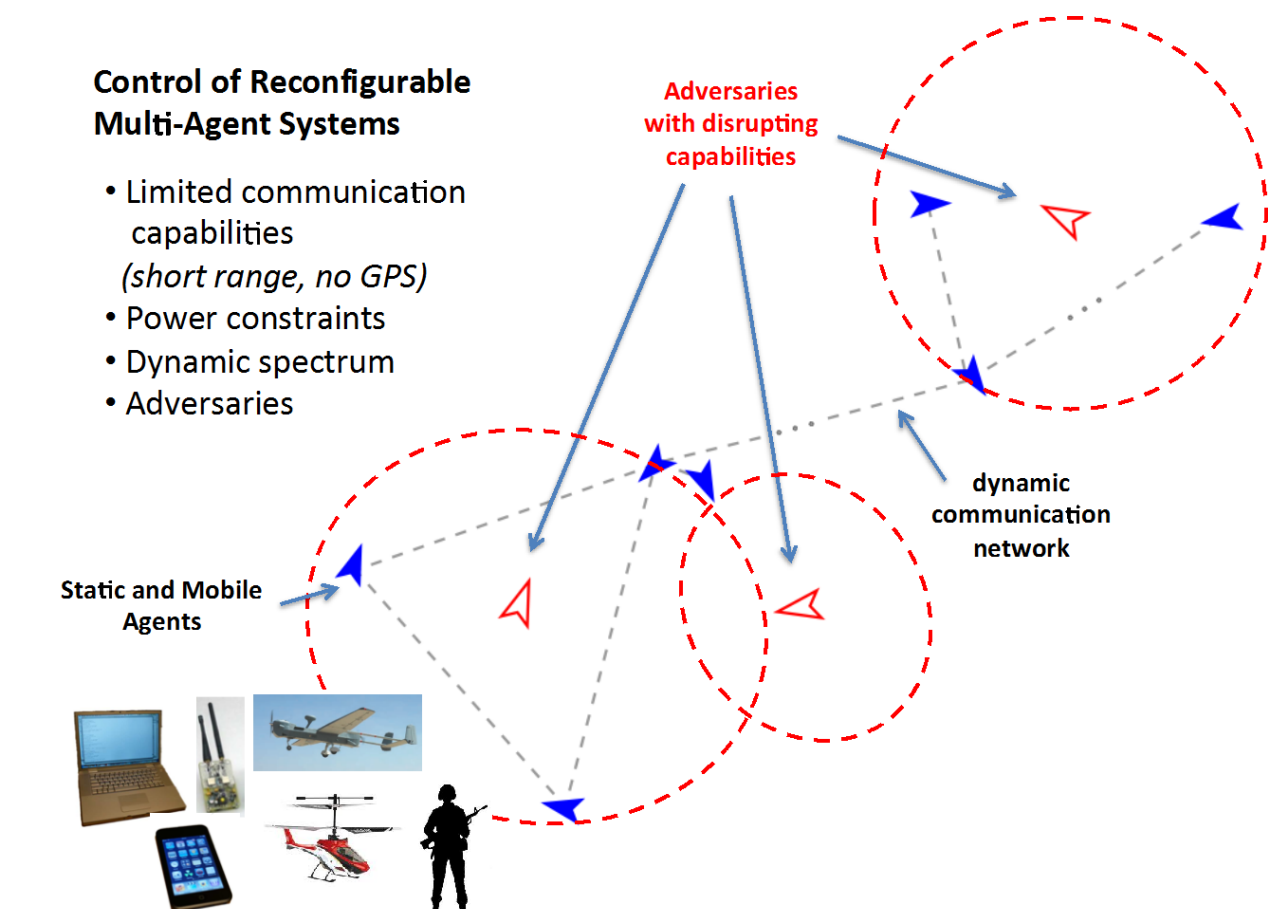 Control of Reconfigurable
Multi-Agent Systems
• Limited communication
capabilities
(short range, no GPS)
• Power constraints
• Dynamic spectrum
• Adversaries
Adversaries
with disrupting
capabilities
dynamic
communication
network
Static and Mobile
Agents